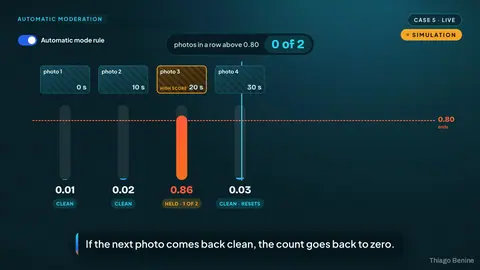 AUTOMATIC MODERATION
CASE 5 · LIVE
SIMULATION
Automatic mode rule
photos in a row above 0.80 0 of 2
photo 1
0 s
photo 2
10 s
photo 3
HIGH SCORE 20 s
photo 4
30 s
0.80
ends
0.01
0.02
0.86
0.03
CLEAN
CLEAN
HELD · 1 OF 2
CLEAN · RESETS
If the next photo comes back clean, the count goes back to zero.
Thiago Benine